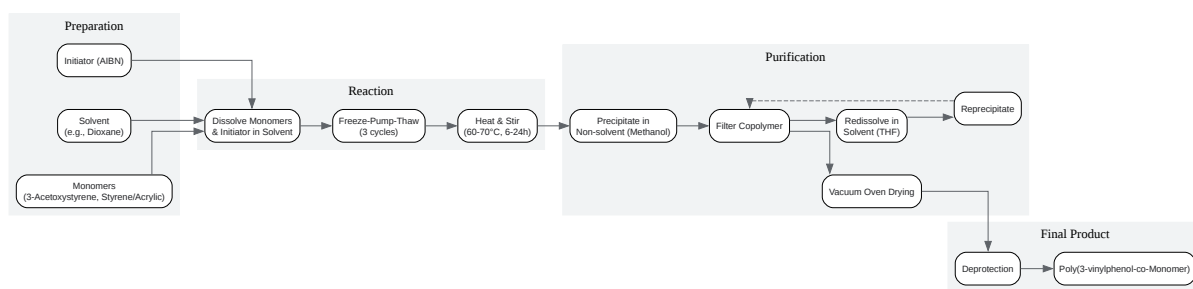 Preparation
Initiator (AIBN)
Solvent
(e.g., Dioxane)
Monomers
(3-Acetoxystyrene, Styrene/Acrylic)
Reaction
Dissolve Monomers
& Initiator in Solvent
Freeze-Pump-Thaw
(3 cycles)
Heat & Stir
(60-70°C, 6-24h)
Purification
Precipitate in
Non-solvent (Methanol)
Filter Copolymer
Redissolve in
Solvent (THF)
Reprecipitate
Vacuum Oven Drying
Final Product
Deprotection
Poly(3-vinylphenol-co-Monomer)